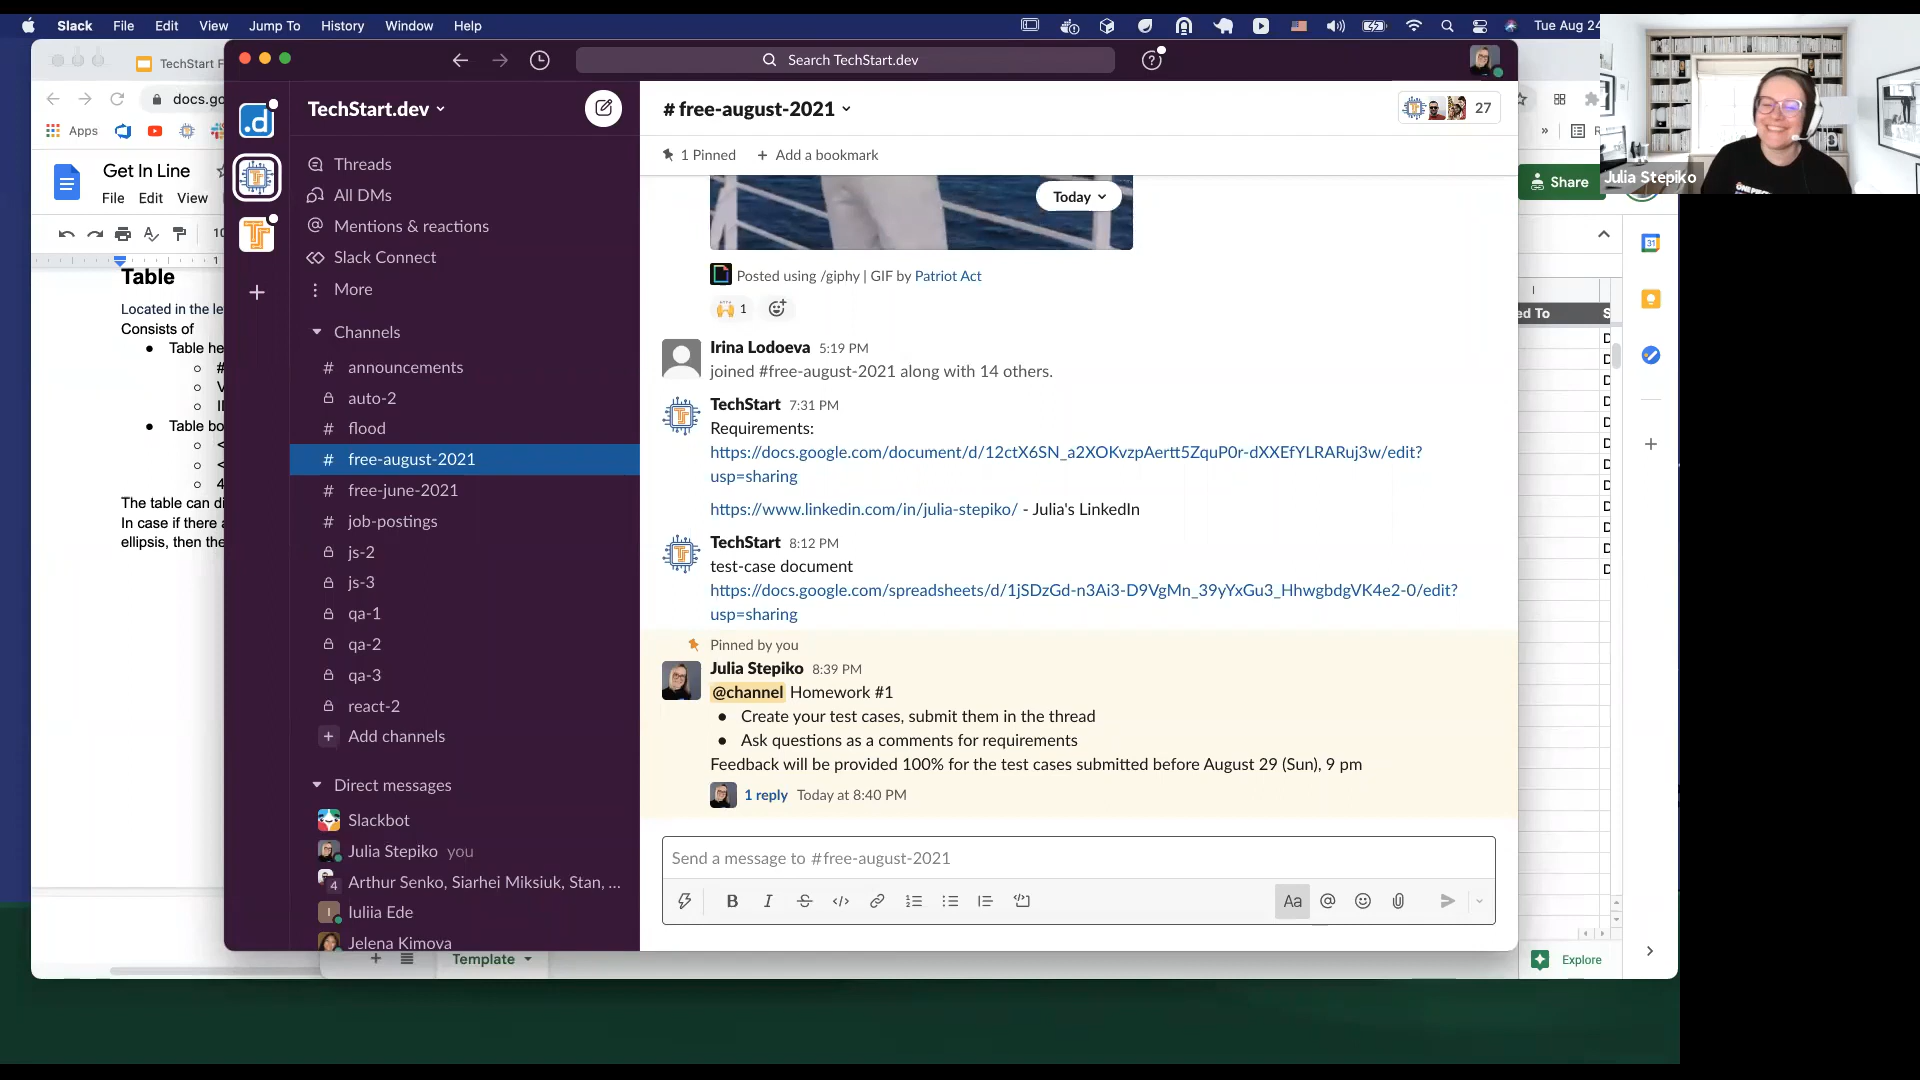 Slack File Edit View Jump To History Window Help
Tue Aug 24
TechStart F
Search TechStart.dev
docs.go
Apps
Get In Line
File Edit View
Share
Julia Stepiko
10
1
Table
Located in the le
Consists of
Table he
#
V
Table bo
<
<
4
The table can di
In case if there a
ellipsis, then the
TechStart.dev
Threads
All DMs
Mentions & reactions
Slack Connect
More
Channels
# announcements
auto-2
# flood
# free-august-2021
# free-june-2021
# job-postings
js-2
js-3
qa-1
qa-2
qa-3
react-2
+ Add channels
Direct messages
Slackbot
Julia Stepiko you
4 Arthur Senko, Siarhei Miksiuk, Stan, ...
I Iuliia Ede
Jelena Kimova
# free-august-2021
27
1 Pinned + Add a bookmark
Today
Posted using /giphy | GIF by Patriot Act
1
Irina Lodoeva 5:19 PM
joined #free-august-2021 along with 14 others.
TechStart 7:31 PM
Requirements:
https://docs.google.com/document/d/12ctX6SN_a2XOKvzpAertt5ZquP0r-dXXEfYLRARuj3w/edit?
usp=sharing
https://www.linkedin.com/in/julia-stepiko/ - Julia's LinkedIn
TechStart 8:12 PM
test-case document
https://docs.google.com/spreadsheets/d/1jSDzGd-n3Ai3-D9VgMn_39yYxGu3_HhwgbdgVK4e2-0/edit?
usp=sharing
Pinned by you
Julia Stepiko 8:39 PM
@channel Homework #1
Create your test cases, submit them in the thread
Ask questions as a comments for requirements
Feedback will be provided 100% for the test cases submitted before August 29 (Sun), 9 pm
1 reply Today at 8:40 PM
Send a message to #free-august-2021
B I S Aa @
I
ed To S
D
D
D
D
D
D
D
D
D
D
D
D
31
Template
Explore